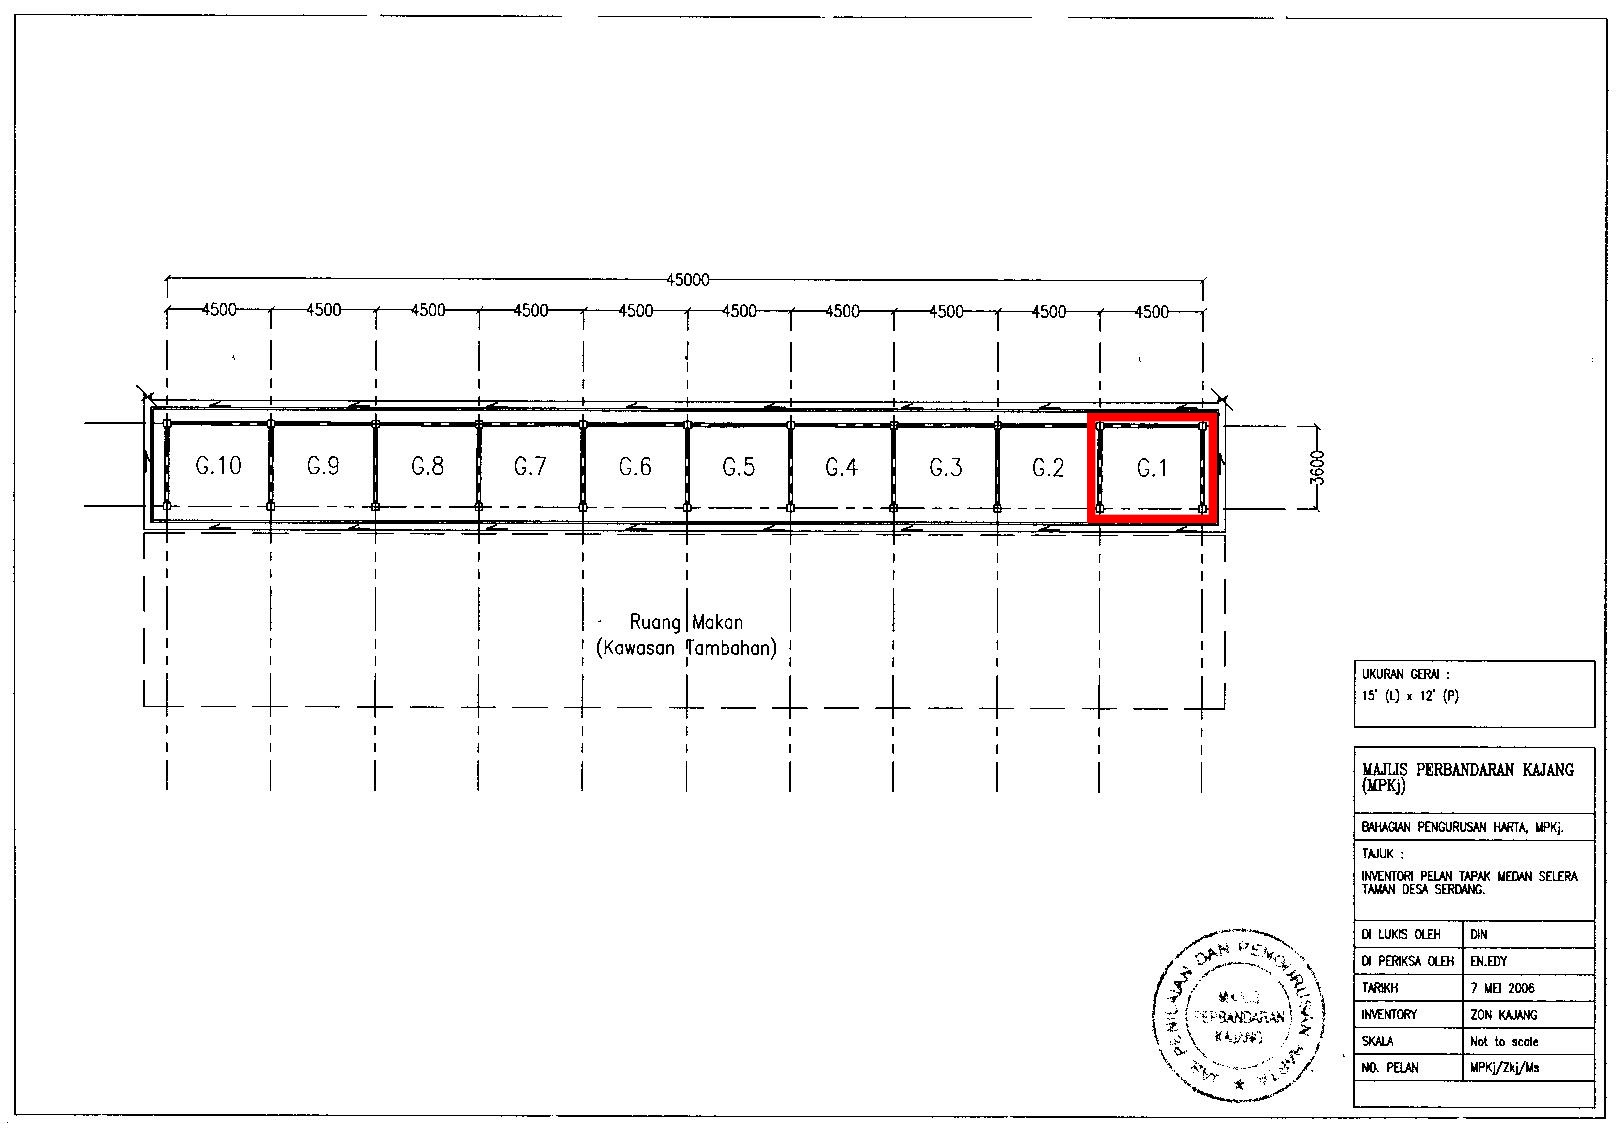 45000
4500 4500 4500 4500 4500 4500 4500 4500 4500 4500
G.10 G.9 G.8 G.7 G.6 G.5 G.4 G.3 G.2 G.1
3600
Ruang Makan
(Kawasan Tambahan)
UKURAN GERAI :
15' (L) x 12' (P)
MAJLIS PERBANDARAN KAJANG
(MPKj)
BAHAGIAN PENGURUSAN HARTA, MPKj.
TAJUK :
INVENTORI PELAN TAPAK MEDAN SELERA
TAMAN DESA SERDANG.
DI LUKIS OLEH DIN
DI PERIKSA OLEH EN.EDY
TARIKH 7 MEI 2006
INVENTORY ZON KAJANG
SKALA Not to scale
NO. PELAN MPKj/Zkj/Ms
JAB PENILAIAN DAN PENGURUSAN HARTA
MAJLIS
PERBANDARAN
KAJANG